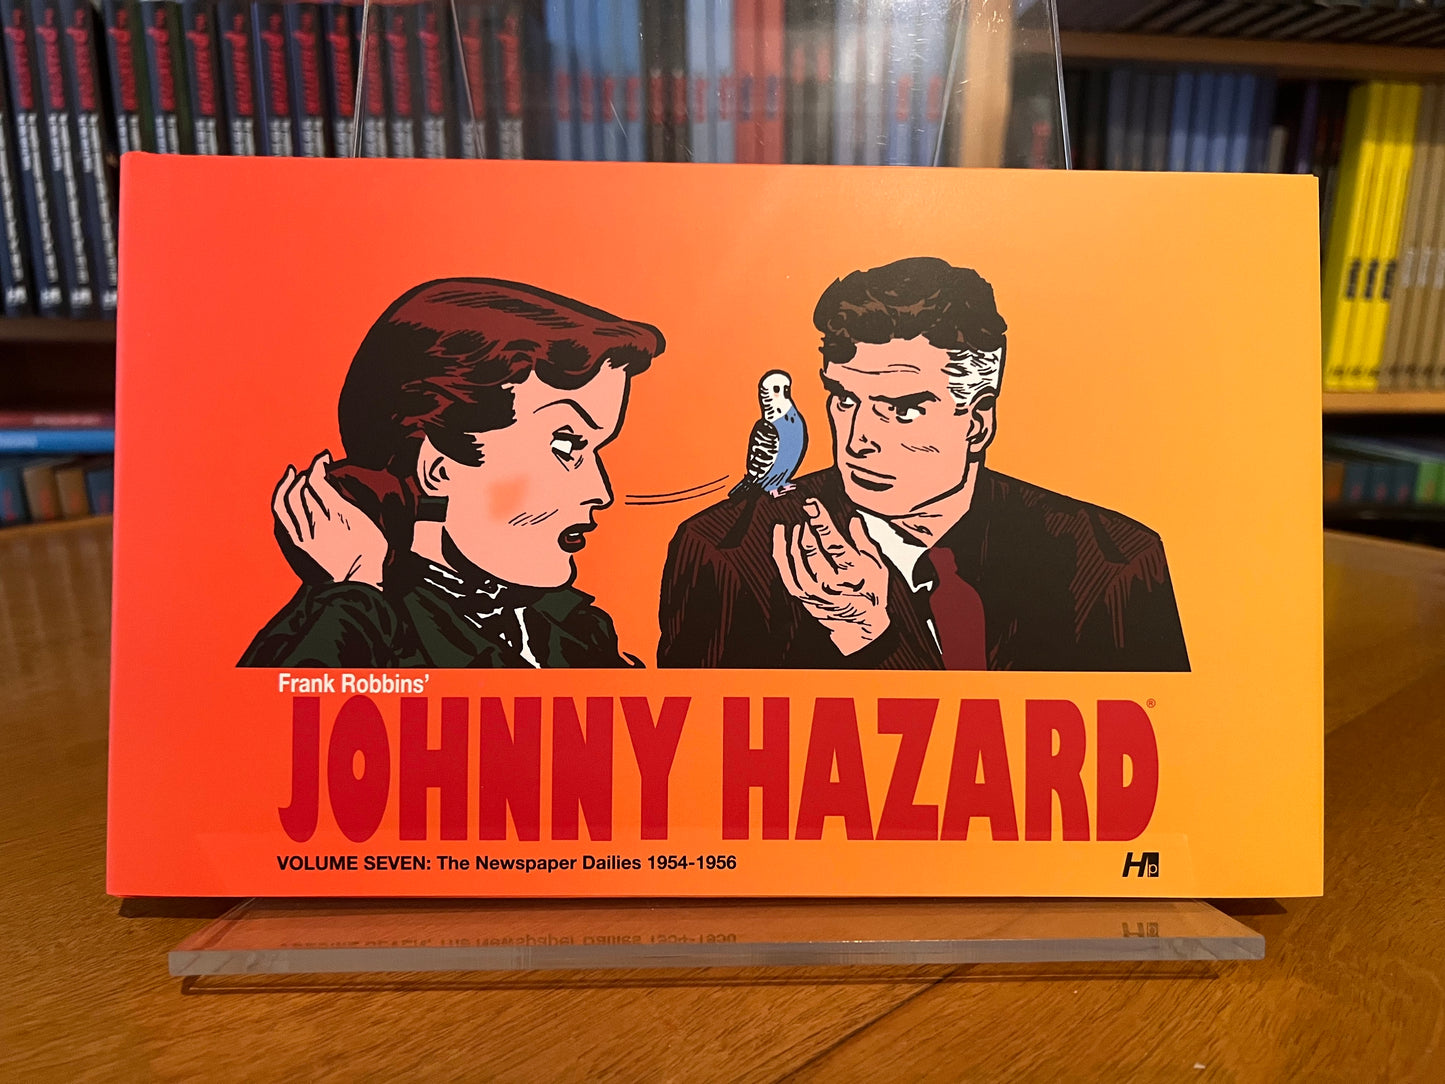 Frank Robbins’
JOHNNY HAZARD®
VOLUME SEVEN: The Newspaper Dailies 1954-1956
Hp